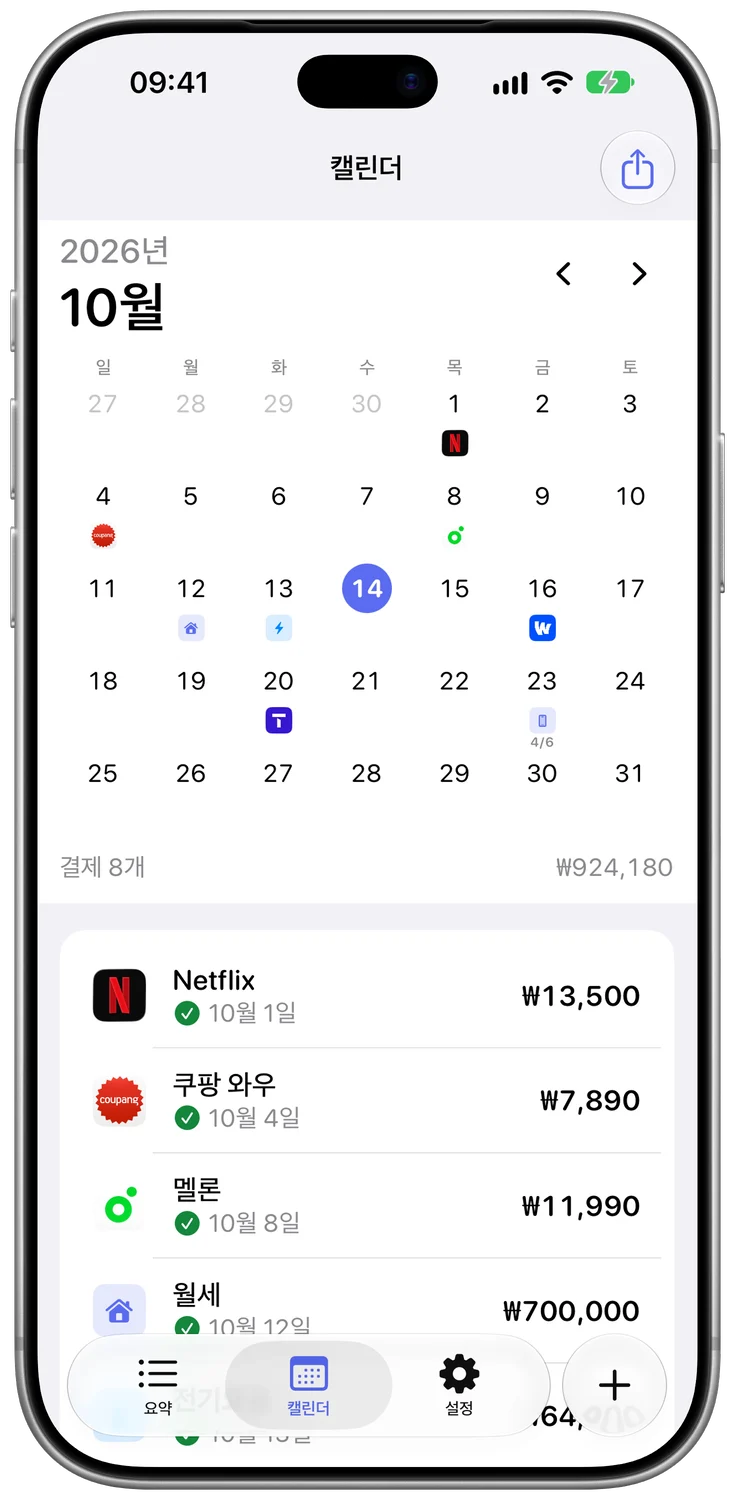 09:41
캘린더
2026년
10월
일 월 화 수 목 금 토
27 28 29 30 1 2 3
N
4 5 6 7 8 9 10
coupang
11 12 13 14 15 16 17
W
18 19 20 21 22 23 24
T
4/6
25 26 27 28 29 30 31
결제 8개 ₩924,180
N
Netflix
10월 1일
₩13,500
coupang
쿠팡 와우
10월 4일
₩7,890
멜론
10월 8일
₩11,990
월세
10월 12일
₩700,000
요약
캘린더
설정